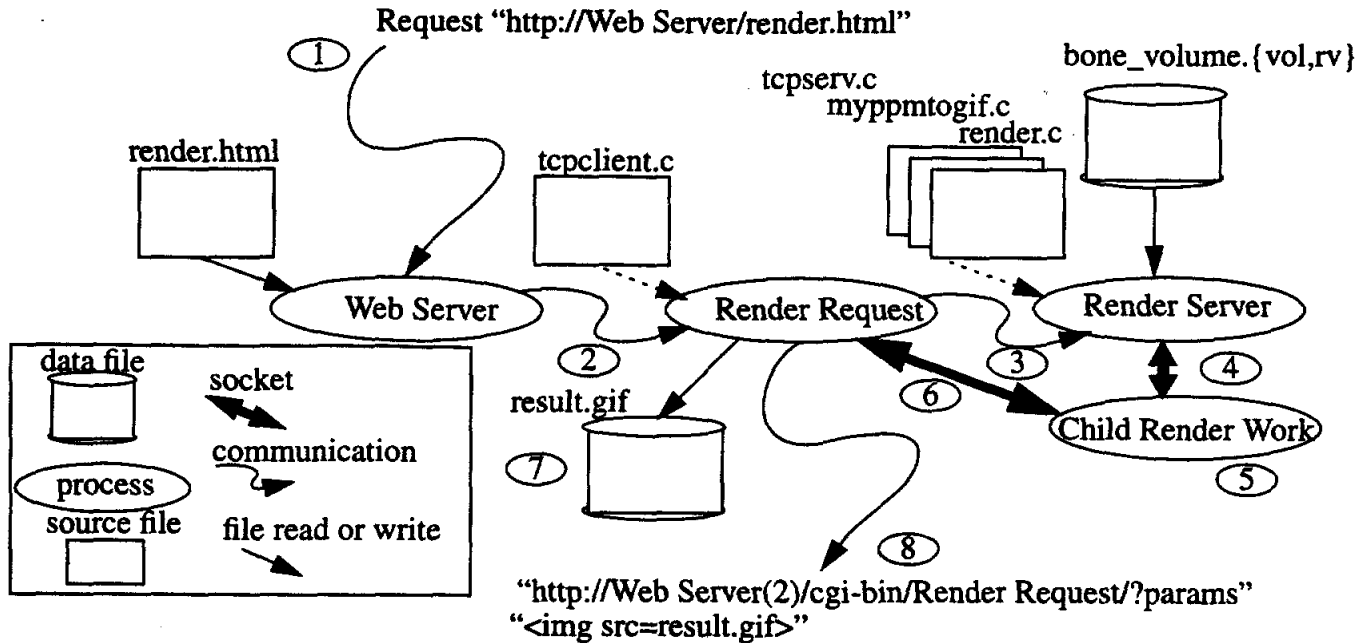 Request “http://Web Server/render.html”
1
bone_volume.{vol,rv}
tcpserv.c
myppmtogif.c
render.c
render.html
tcpclient.c
Web Server
Render Request
Render Server
2
3
4
data file
socket
6
result.gif
Child Render Work
communication
7
5
process
source file
file read or write
8
“http://Web Server(2)/cgi-bin/Render Request/?params”
“<img src=result.gif>”